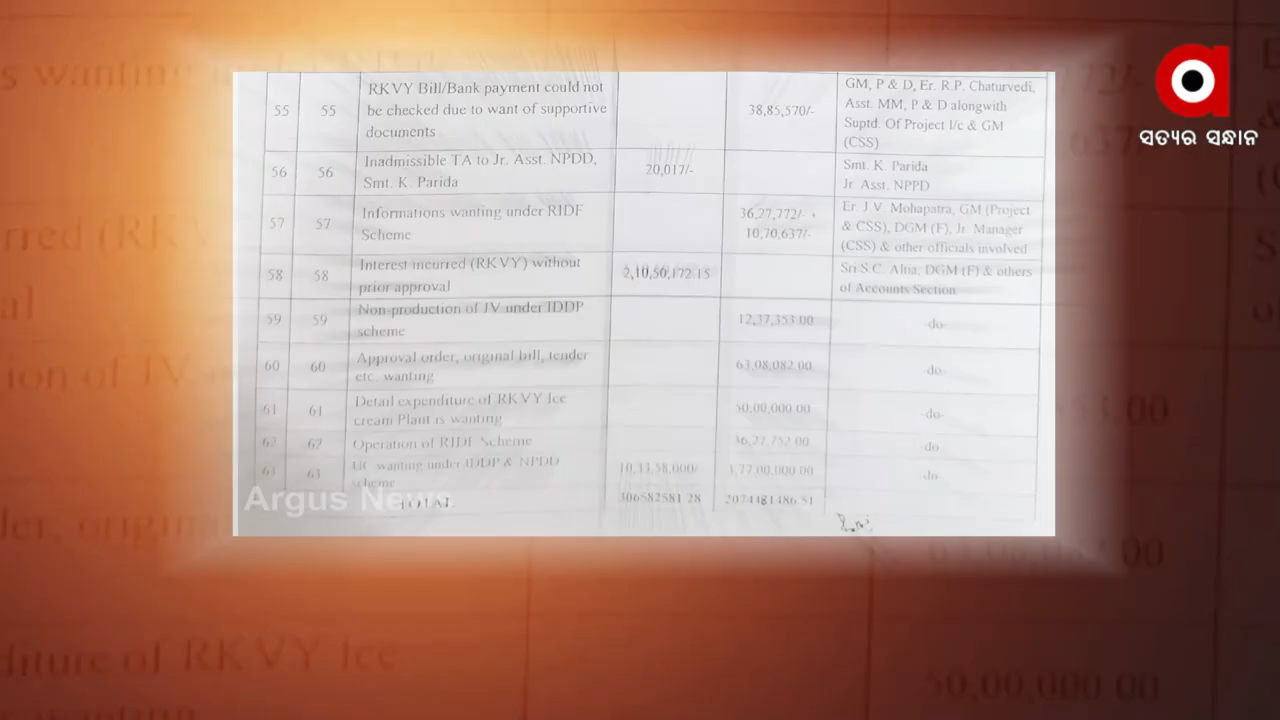 ସତ୍ୟର ସନ୍ଧାନ
55 55 RKVY Bill/Bank payment could not be checked due to want of supportive documents 38,85,570/- GM, P & D, Er. R.P. Chaturvedi, Asst. MM, P & D alongwith Suptd. Of Project I/c & GM (CSS)
56 56 Inadmissible TA to Jr. Asst. NPDD, Smt. K. Parida 20,017/- Smt. K. Parida Jr. Asst. NPPD
57 57 Informations wanting under RIDF Scheme 36,27,772/- + 10,70,637/- Er. J.V. Mohapatra, GM (Project & CSS), DGM (F), Jr. Manager (CSS) & other officials involved
58 58 Interest incurred (RKVY) without prior approval 2,10,50,172.15 Sri S.C. DGM (F) & others of Accounts Section
59 59 Non-production of JV under IDDP scheme 12,37,353.00 -do-
60 60 Approval order, original bill, tender etc. wanting 63,08,082.00 -do-
61 61 Detail expenditure of RKVY Ice cream Plant is wanting 50,00,000.00 -do-
62 62 Operation of RIDF Scheme 36,27,752.00 -do-
63 63 UC wanting under IDDP & NPDD scheme 10,33,58,000/- 3,77,00,000.00 -do-
TOTAL 306582581.28 2074481486.51
Argus News